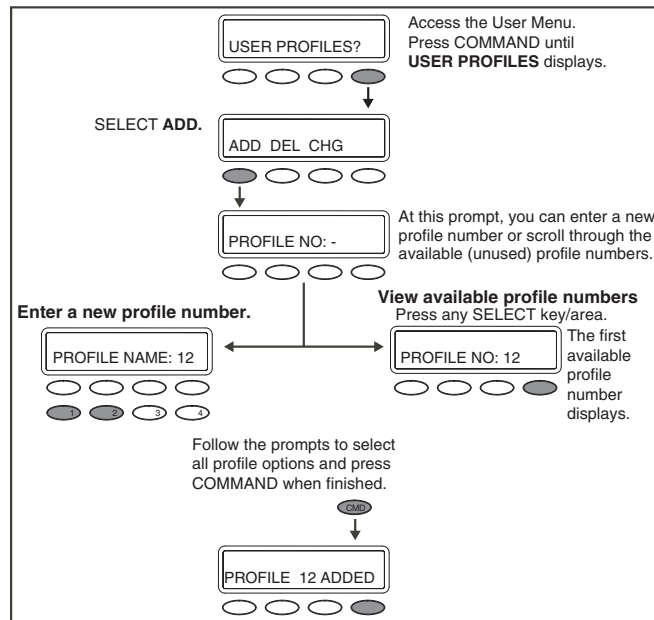 USER PROFILES?
Access the User Menu.
Press COMMAND until
USER PROFILES displays.
SELECT ADD.
ADD DEL CHG
PROFILE NO: -
At this prompt, you can enter a new
profile number or scroll through the
available (unused) profile numbers.
Enter a new profile number.
PROFILE NAME: 12
1 2 3 4
View available profile numbers
Press any SELECT key/area.
PROFILE NO: 12
The first
available
profile
number
displays.
Follow the prompts to select
all profile options and press
COMMAND when finished.
CMD
PROFILE 12 ADDED